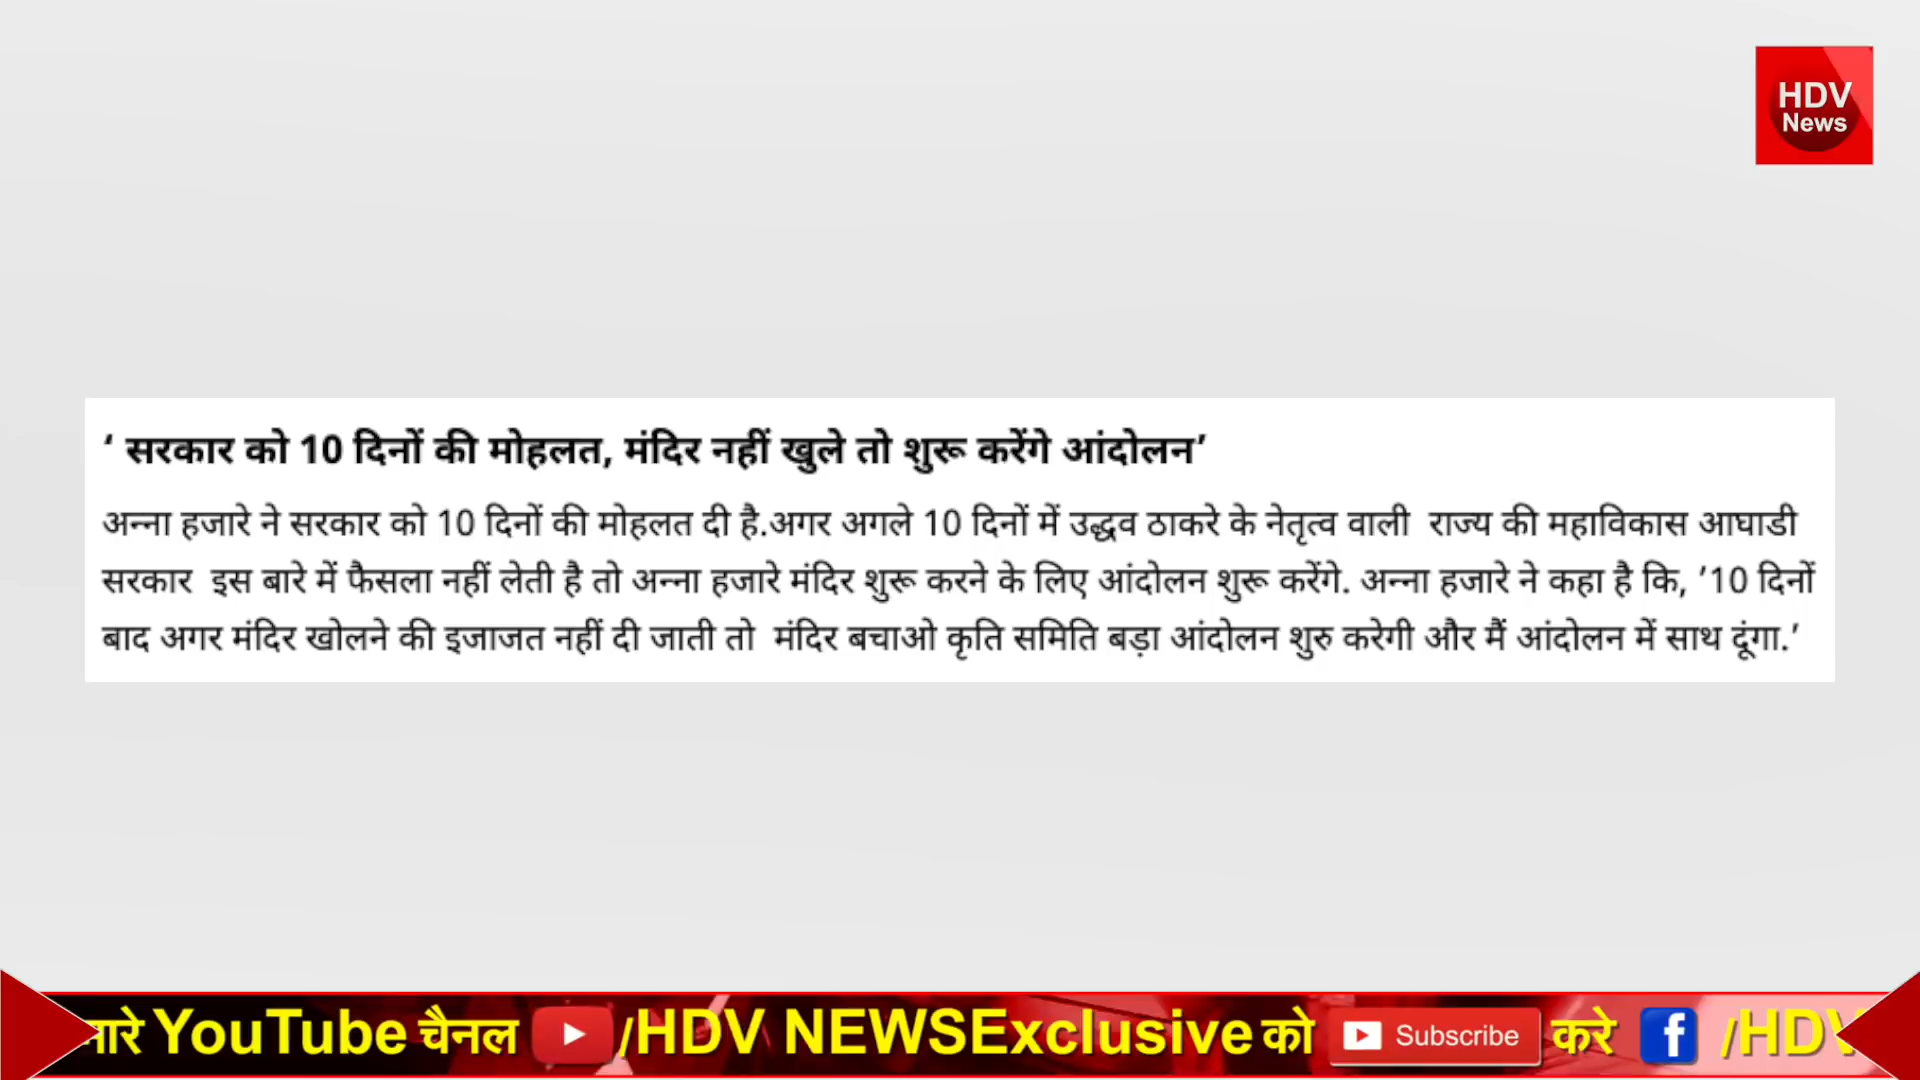 HDV
News
‘ सरकार को 10 दिनों की मोहलत, मंदिर नहीं खुले तो शुरू करेंगे आंदोलन’
अन्ना हजारे ने सरकार को 10 दिनों की मोहलत दी है.अगर अगले 10 दिनों में उद्धव ठाकरे के नेतृत्व वाली राज्य की महाविकास आघाडी
सरकार इस बारे में फैसला नहीं लेती है तो अन्ना हजारे मंदिर शुरू करने के लिए आंदोलन शुरू करेंगे. अन्ना हजारे ने कहा है कि, ’10 दिनों
बाद अगर मंदिर खोलने की इजाजत नहीं दी जाती तो मंदिर बचाओ कृति समिति बड़ा आंदोलन शुरु करेगी और मैं आंदोलन में साथ दूंगा.’
YouTube चैनल /HDV NEWSExclusive को Subscribe करे /HDV